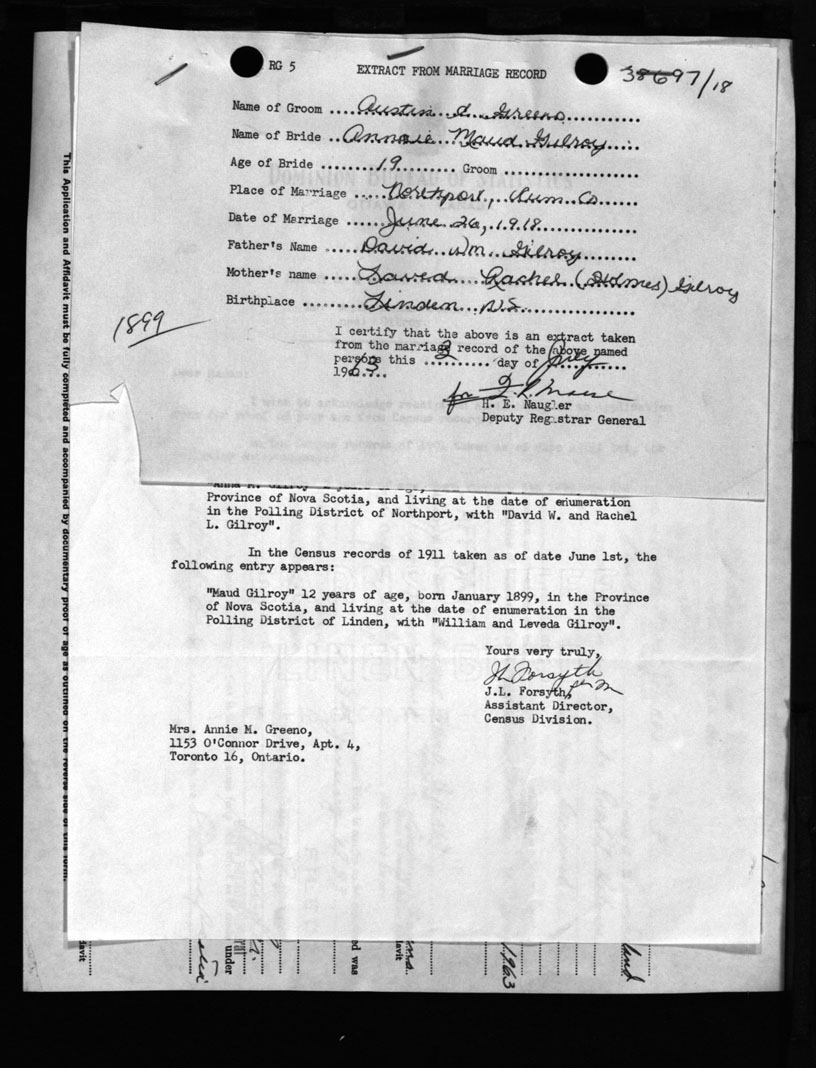 RG 5 EXTRACT FROM MARRIAGE RECORD 38697/18
Name of Groom .... Austin A. Greeno
Name of Bride .. Annie Maud Gilroy
Age of Bride ........ 19 ......... Groom
Place of Marriage .... Northport, Cum. Co.
Date of Marriage .... June 26, 1918
Father's Name .... David Wm. Gilroy
Mother's name .... Rachel (Holmes) Gilroy
Birthplace ......... Linden N.S.
1899
I certify that the above is an extract taken
from the marriage record of the above named
persons this 3 day of July
1963
for
H. E. Naugler
Deputy Registrar General
Province of Nova Scotia, and living at the date of enumeration
in the Polling District of Northport, with "David W. and Rachel
L. Gilroy".
In the Census records of 1911 taken as of date June 1st, the
following entry appears:
"Maud Gilroy" 12 years of age, born January 1899, in the Province
of Nova Scotia, and living at the date of enumeration in the
Polling District of Linden, with "William and Leveda Gilroy".
Yours very truly,
JL Forsyth
J.L. Forsyth,
Assistant Director,
Census Division.
Mrs. Annie M. Greeno,
1153 O'Connor Drive, Apt. 4,
Toronto 16, Ontario.
This Application and Affidavit must be fully completed and accompanied by documentary proof of age as outlined on the reverse side of this form.
davit
under
ed was
davit
1963